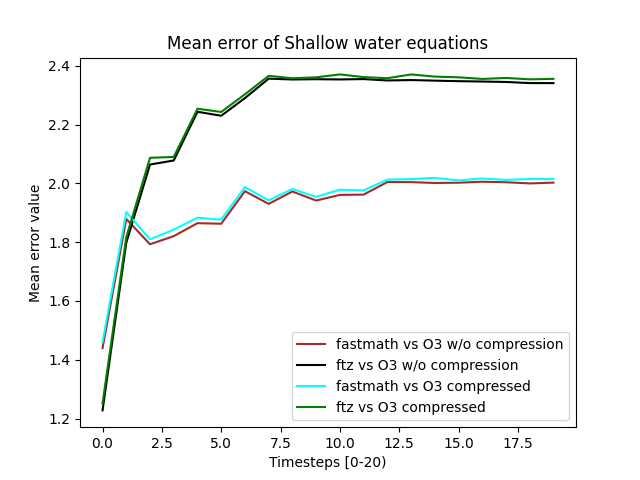 Mean error of Shallow water equations
2.4
2.2
2.0
1.8
1.6
1.4
1.2
Mean error value
fastmath vs O3 w/o compression
ftz vs O3 w/o compression
fastmath vs O3 compressed
ftz vs O3 compressed
0.0 2.5 5.0 7.5 10.0 12.5 15.0 17.5
Timesteps [0-20)